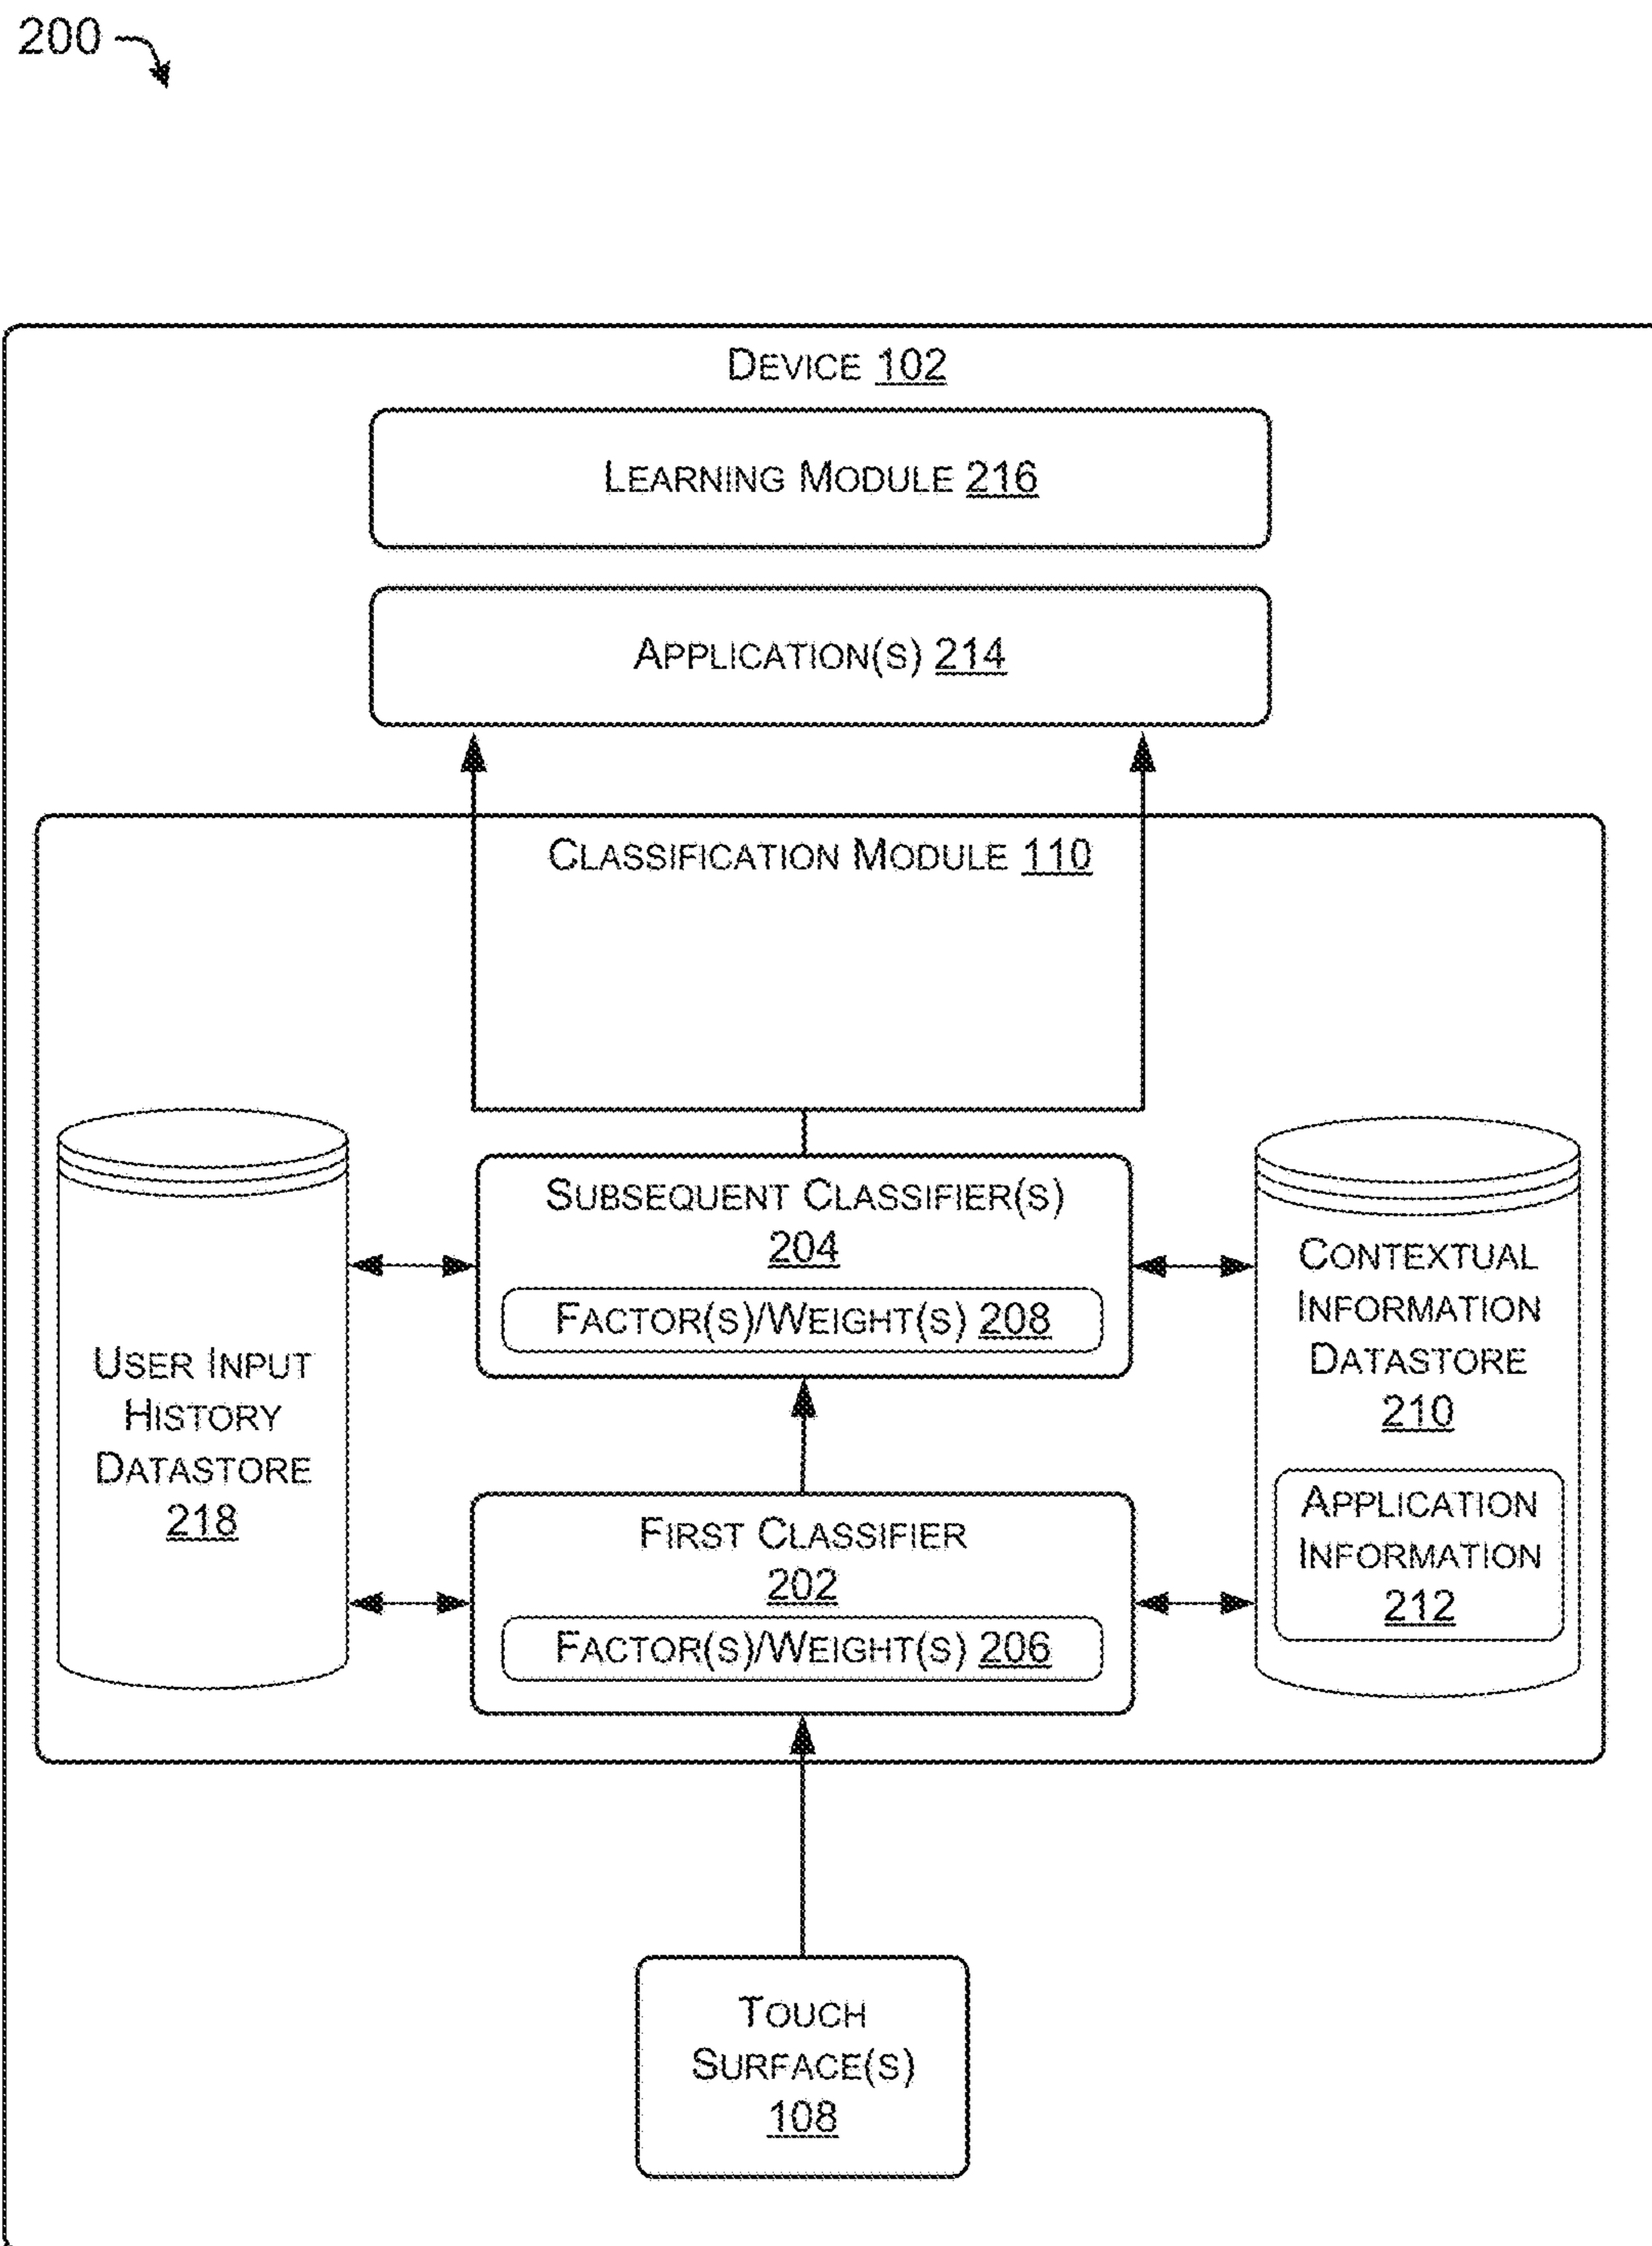 200
DEVICE 102
LEARNING MODULE 216
APPLICATION(S) 214
CLASSIFICATION MODULE 110
SUBSEQUENT CLASSIFIER(S)
204
FACTOR(S)/WEIGHT(S) 208
USER INPUT
HISTORY
DATASTORE
218
CONTEXTUAL
INFORMATION
DATASTORE
210
APPLICATION
INFORMATION
212
FIRST CLASSIFIER
202
FACTOR(S)/WEIGHT(S) 206
TOUCH
SURFACE(S)
108